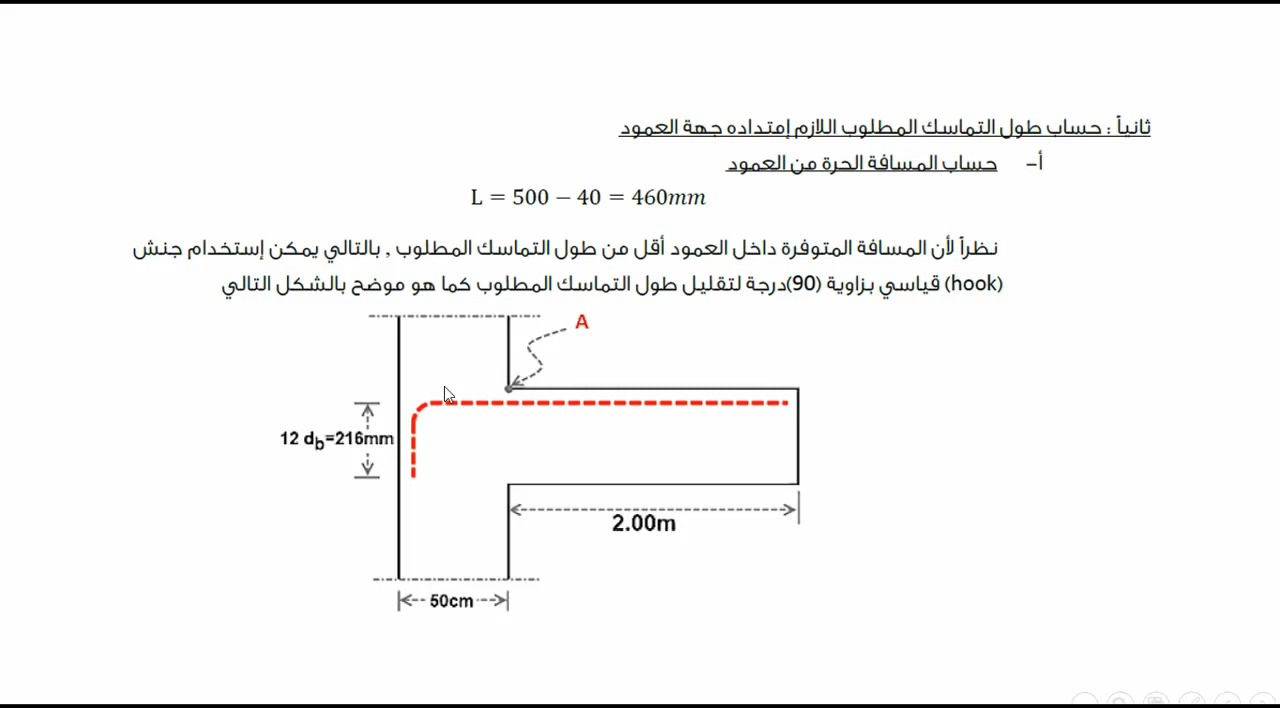 ثانياً : حساب طول التماسك المطلوب اللازم إمتداده جهة العمود
أ- حساب المسافة الحرة من العمود
L = 500 − 40 = 460mm
نظراً لأن المسافة المتوفرة داخل العمود أقل من طول التماسك المطلوب , بالتالي يمكن إستخدام جنش
(hook) قياسي بزاوية (90)درجة لتقليل طول التماسك المطلوب كما هو موضح بالشكل التالي
A
12 db=216mm
2.00m
50cm